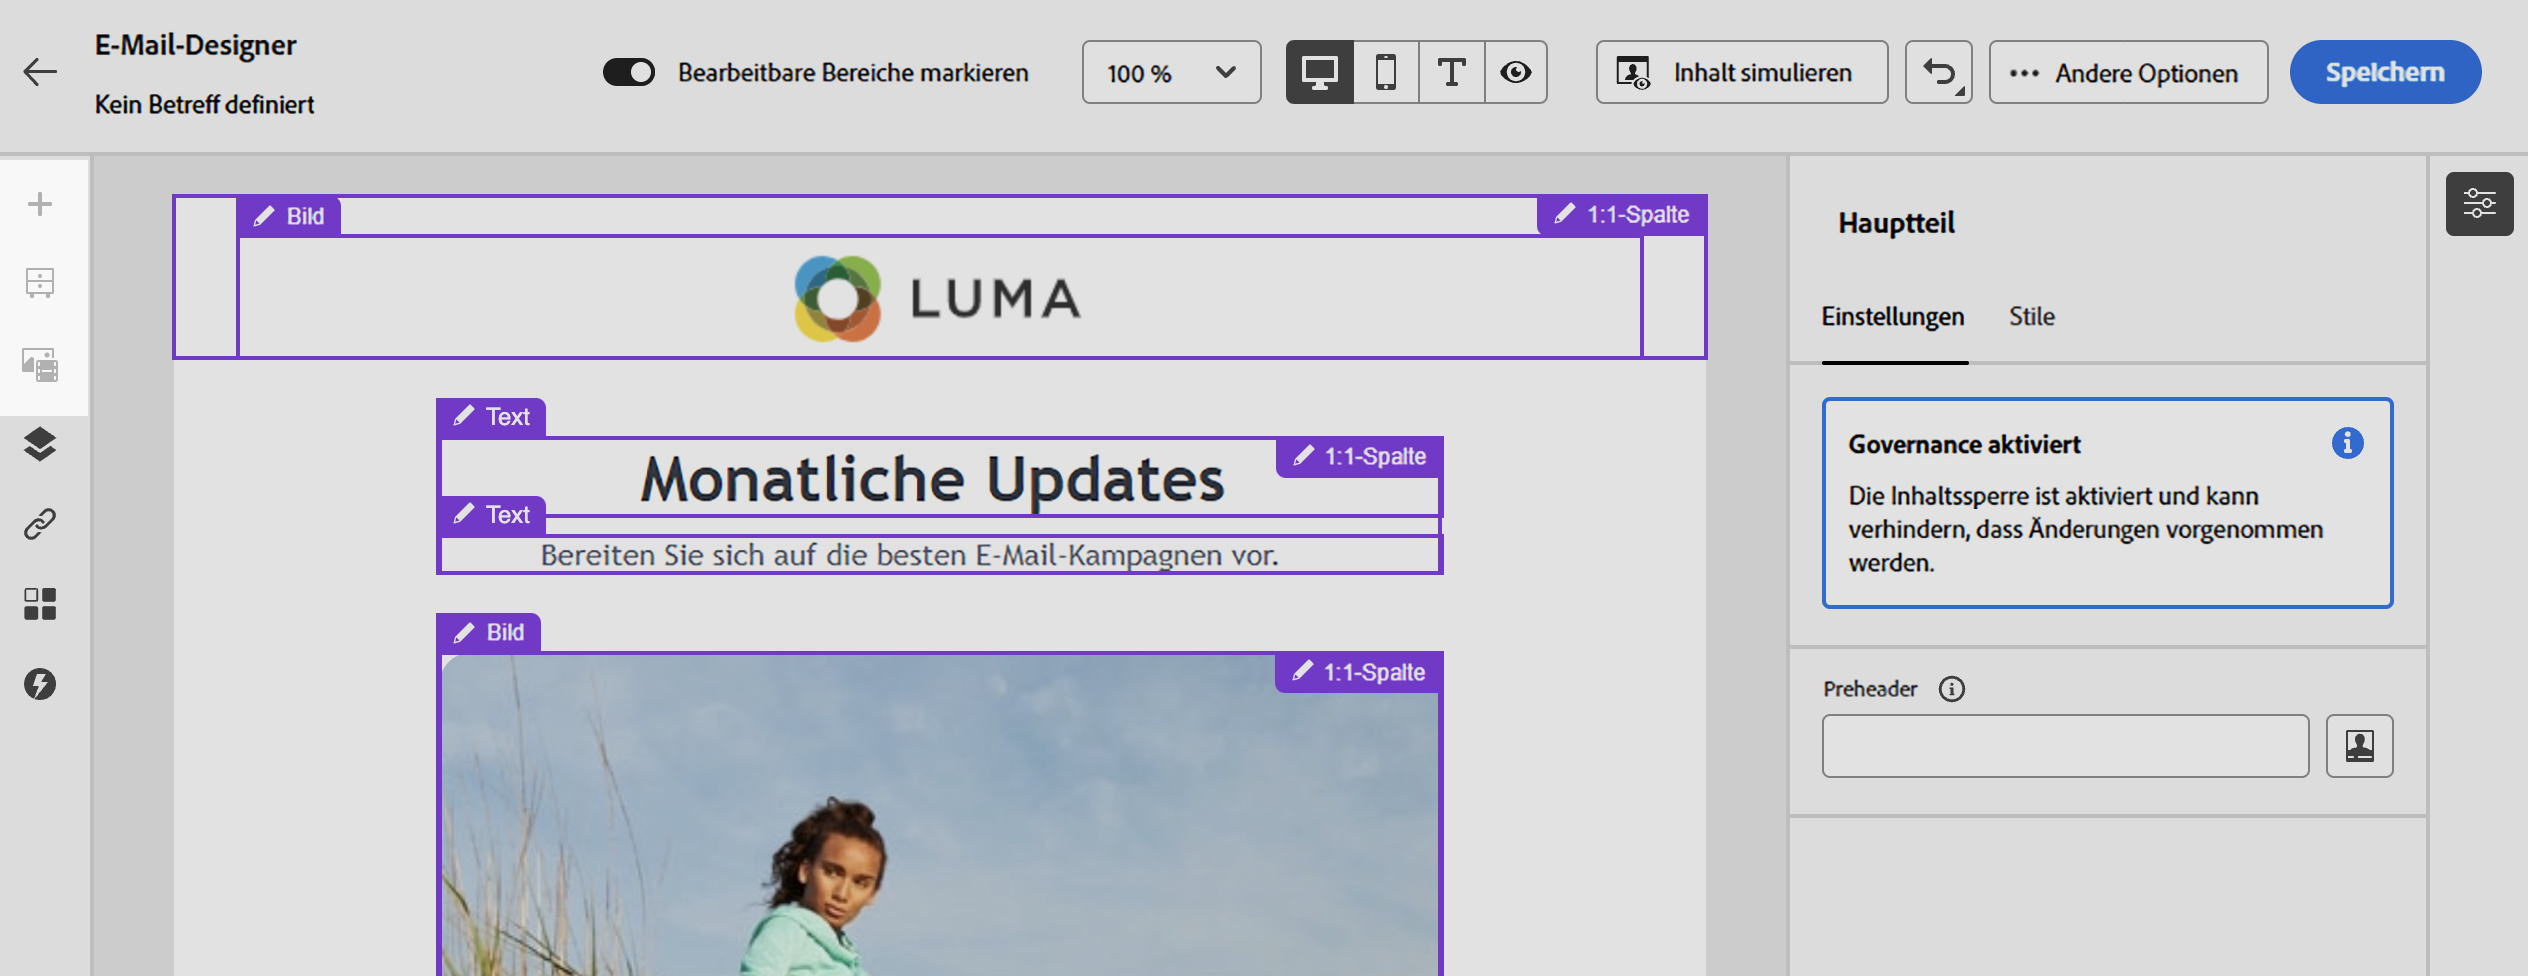 E-Mail-Designer
Kein Betreff definiert
Bearbeitbare Bereiche markieren
100 %
Inhalt simulieren
Andere Optionen
Speichern
Bild
1:1-Spalte
LUMA
Text
Monatliche Updates
1:1-Spalte
Text
Bereiten Sie sich auf die besten E-Mail-Kampagnen vor.
Bild
1:1-Spalte
Hauptteil
Einstellungen
Stile
Governance aktiviert
Die Inhaltssperre ist aktiviert und kann
verhindern, dass Änderungen vorgenommen
werden.
Preheader